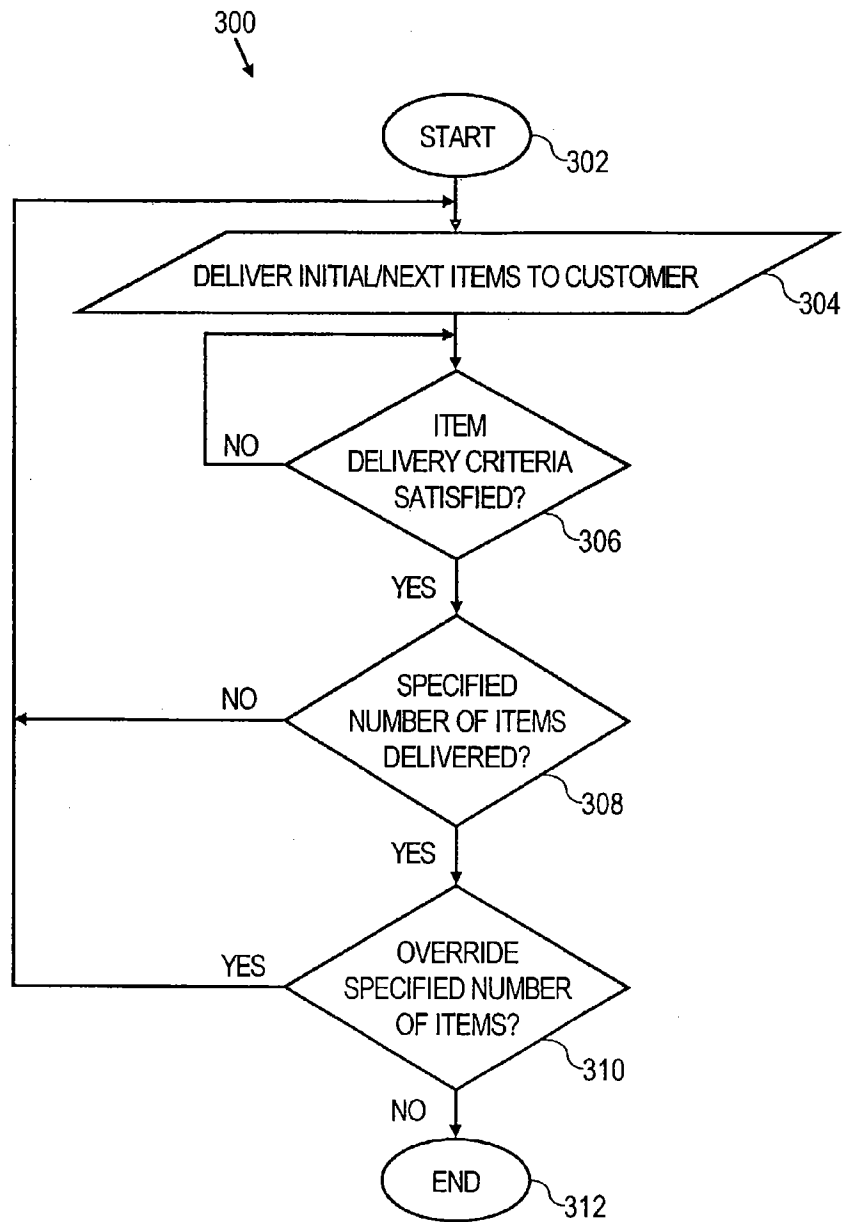 300
START
302
DELIVER INITIAL/NEXT ITEMS TO CUSTOMER
304
NO
ITEM
DELIVERY CRITERIA
SATISFIED?
306
YES
NO
SPECIFIED
NUMBER OF ITEMS
DELIVERED?
308
YES
YES
OVERRIDE
SPECIFIED NUMBER
OF ITEMS?
310
NO
END
312